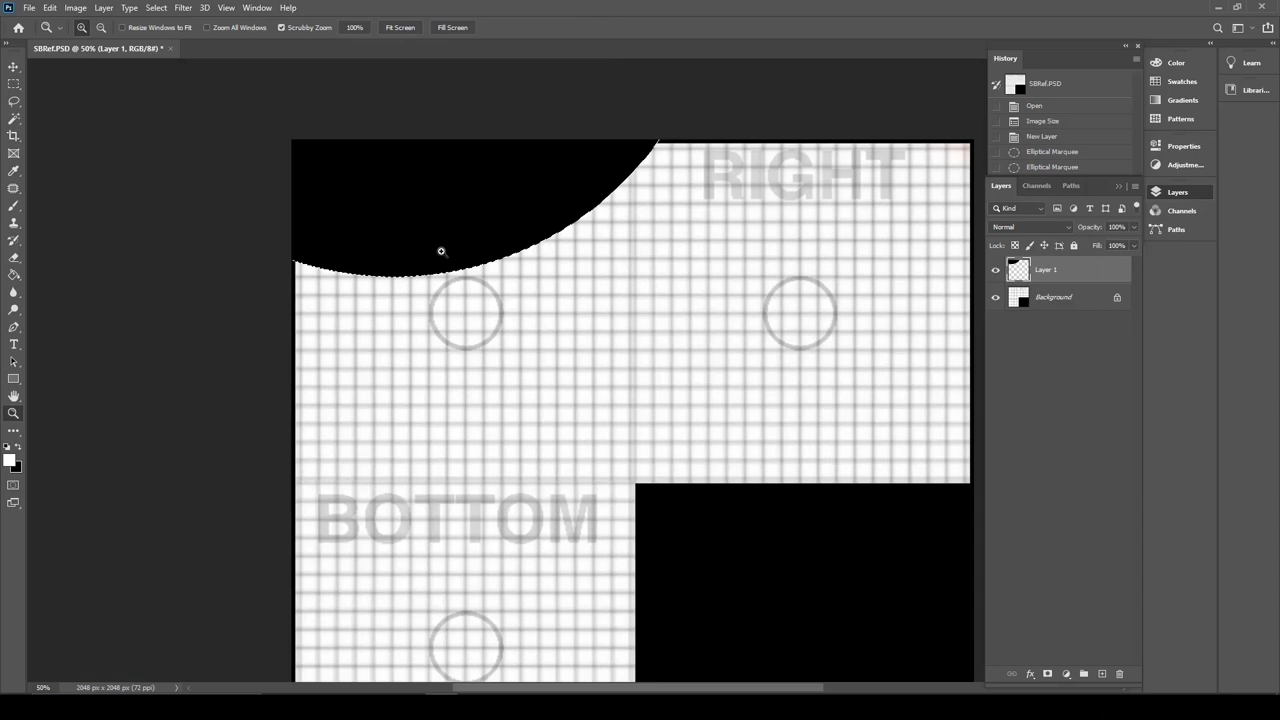 File Edit Image Layer Type Select Filter 3D View Window Help
Resize Windows to Fit Zoom All Windows Scrubby Zoom 100% Fit Screen Fill Screen
SBRef.PSD @ 50% (Layer 1, RGB/8#) * ×
History
SBRef.PSD
Open
Image Size
New Layer
Elliptical Marquee
Elliptical Marquee
Layers Channels Paths
Kind
Normal Opacity: 100%
Lock: Fill: 100%
Layer 1
Background
Color
Swatches
Gradients
Patterns
Properties
Adjustme...
Layers
Channels
Paths
Learn
Librari...
RIGHT
BOTTOM
50% 2048 px x 2048 px (72 ppi)